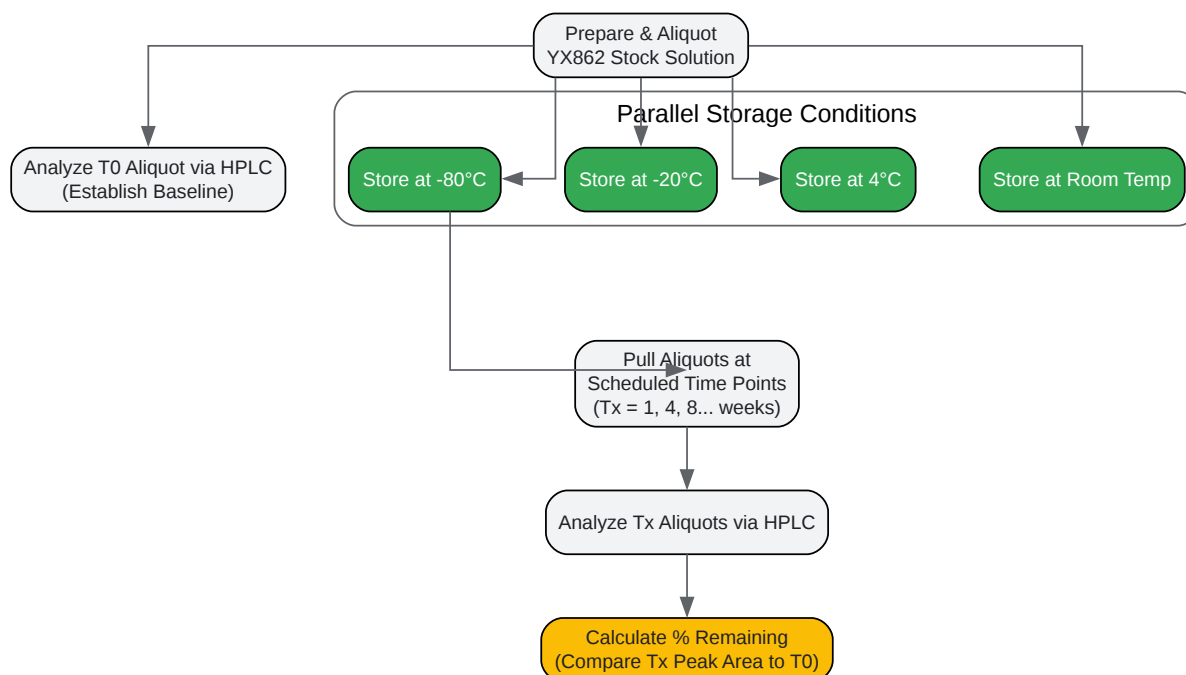 Prepare & Aliquot
YX862 Stock Solution
Parallel Storage Conditions
Analyze T0 Aliquot via HPLC
(Establish Baseline)
Store at -80°C
Store at -20°C
Store at 4°C
Store at Room Temp
Pull Aliquots at
Scheduled Time Points
(Tx = 1, 4, 8... weeks)
Analyze Tx Aliquots via HPLC
Calculate % Remaining
(Compare Tx Peak Area to T0)